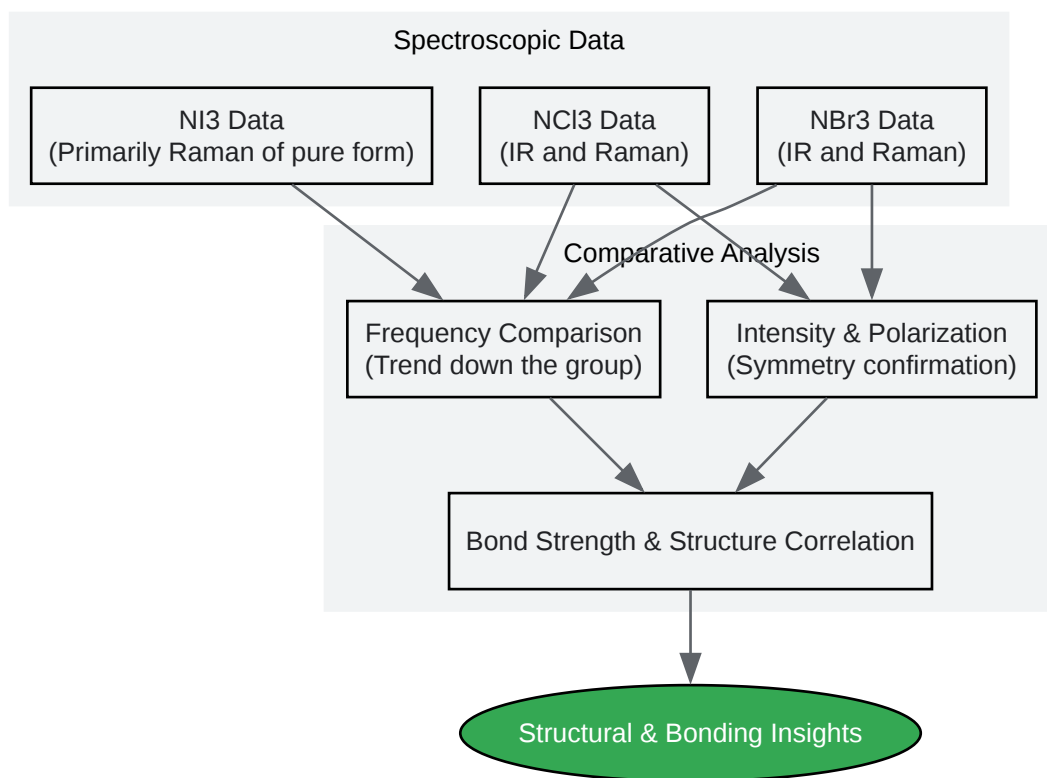 Spectroscopic Data
NI3 Data
(Primarily Raman of pure form)
NCl3 Data
(IR and Raman)
NBr3 Data
(IR and Raman)
Comparative Analysis
Frequency Comparison
(Trend down the group)
Intensity & Polarization
(Symmetry confirmation)
Bond Strength & Structure Correlation
Structural & Bonding Insights